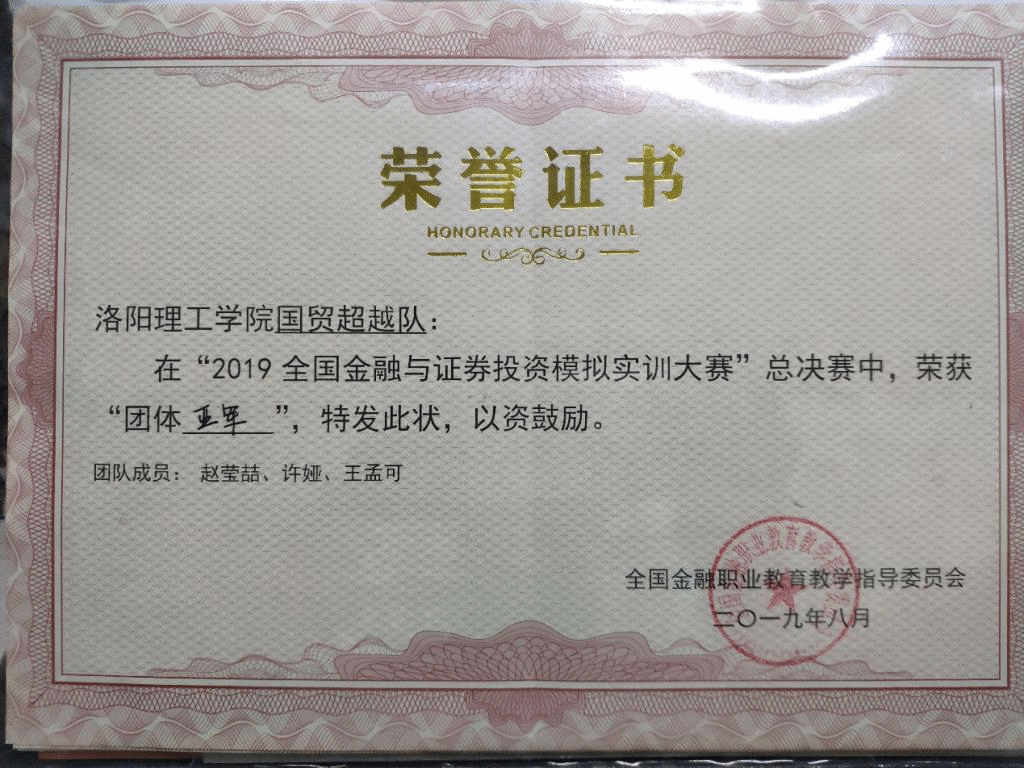 荣誉证书
HONORARY CREDENTIAL
洛阳理工学院国贸超越队：
在“2019 全国金融与证券投资模拟实训大赛”总决赛中，荣获
“团体亚军”，特发此状，以资鼓励。
团队成员： 赵莹喆、许娅、王孟可
全国金融职业教育教学指导委员会
二〇一九年八月